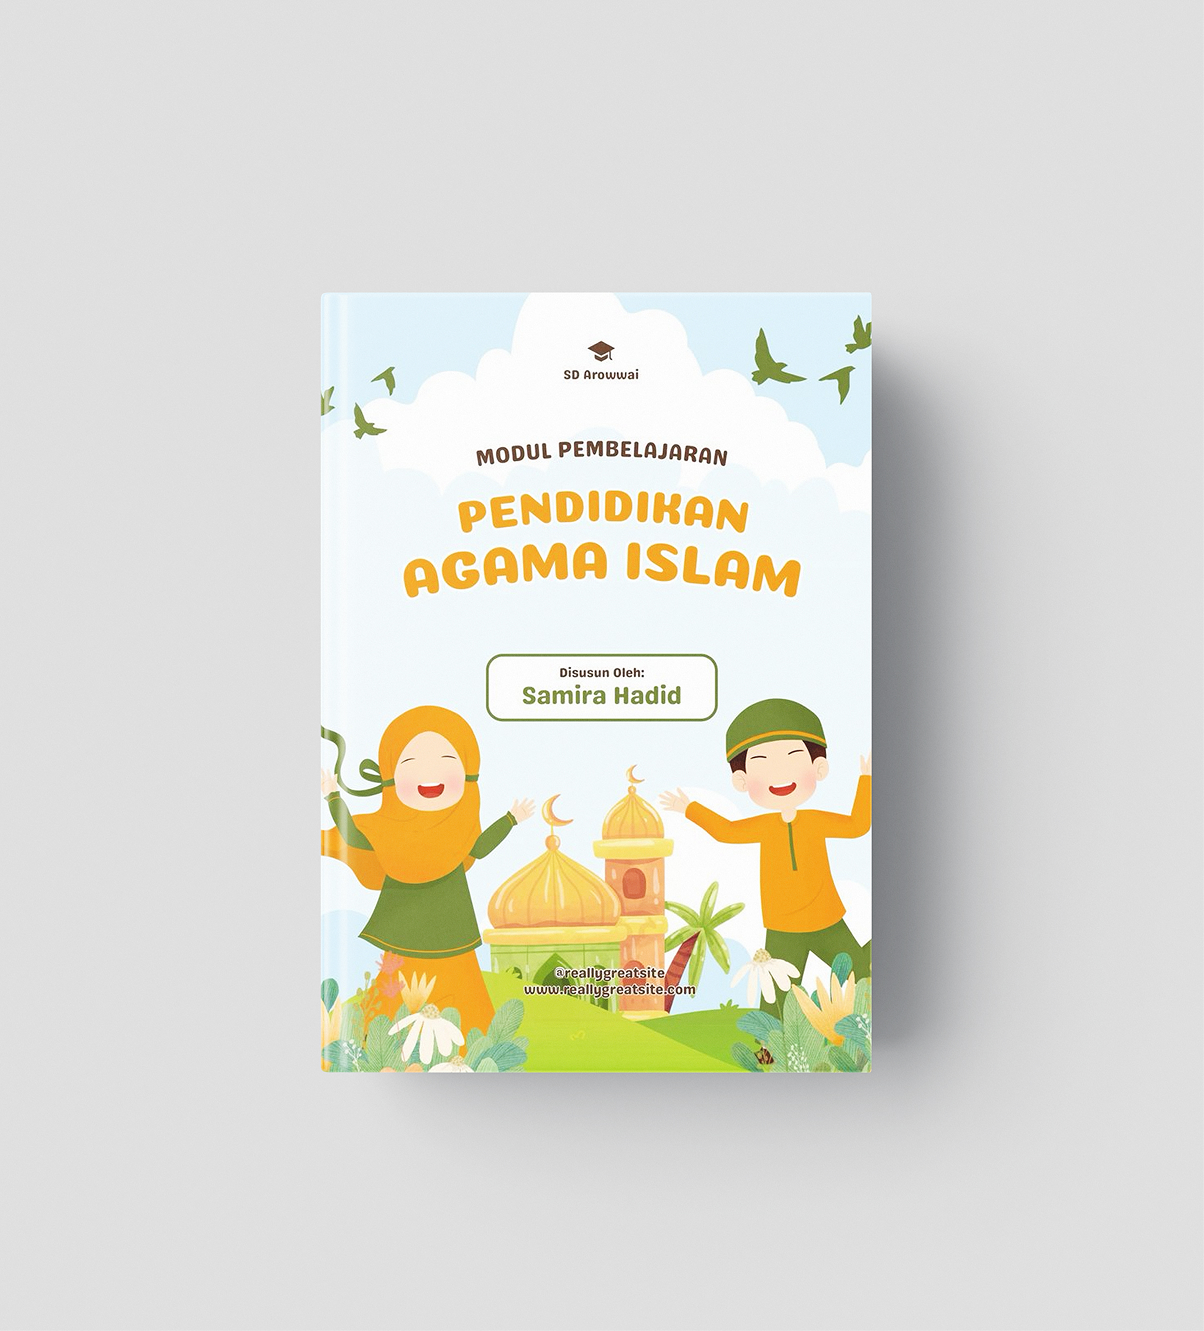 SD Arowwai
MODUL PEMBELAJARAN
PENDIDIKAN
AGAMA ISLAM
Disusun Oleh:
Samira Hadid
@reallygreatsite
www.reallygreatsite.com